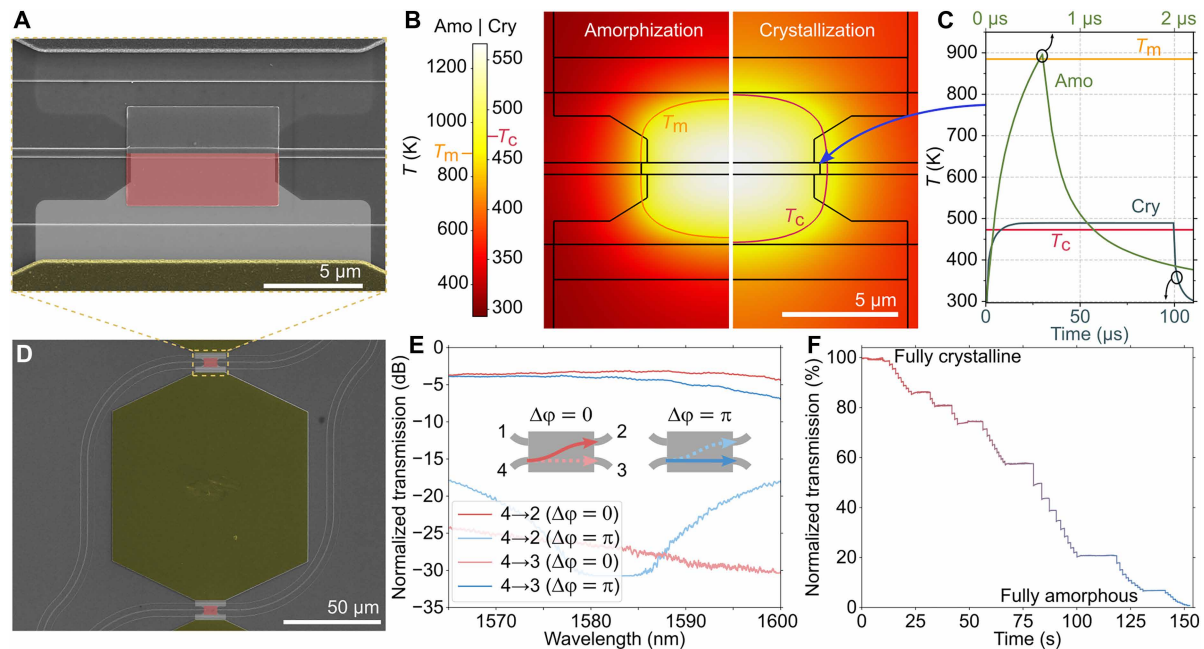 A
5 μm
B
Amo | Cry
1200
1000
800
600
400
T (K)
Tm
550
500
450
400
350
300
Tc
Amorphization
Crystallization
Tm
Tc
5 μm
C
0 μs
1 μs
2 μs
900
800
700
600
500
400
300
T (K)
Tm
Amo
Cry
Tc
0
50
100
Time (μs)
D
50 μm
E
0
−5
−10
−15
−20
−25
−30
−35
Normalized transmission (dB)
Δφ = 0
Δφ = π
1
2
4
3
4→2 (Δφ = 0)
4→2 (Δφ = π)
4→3 (Δφ = 0)
4→3 (Δφ = π)
1570
1580
1590
1600
Wavelength (nm)
F
100
80
60
40
20
0
Normalized transmission (%)
Fully crystalline
Fully amorphous
0
25
50
75
100
125
150
Time (s)